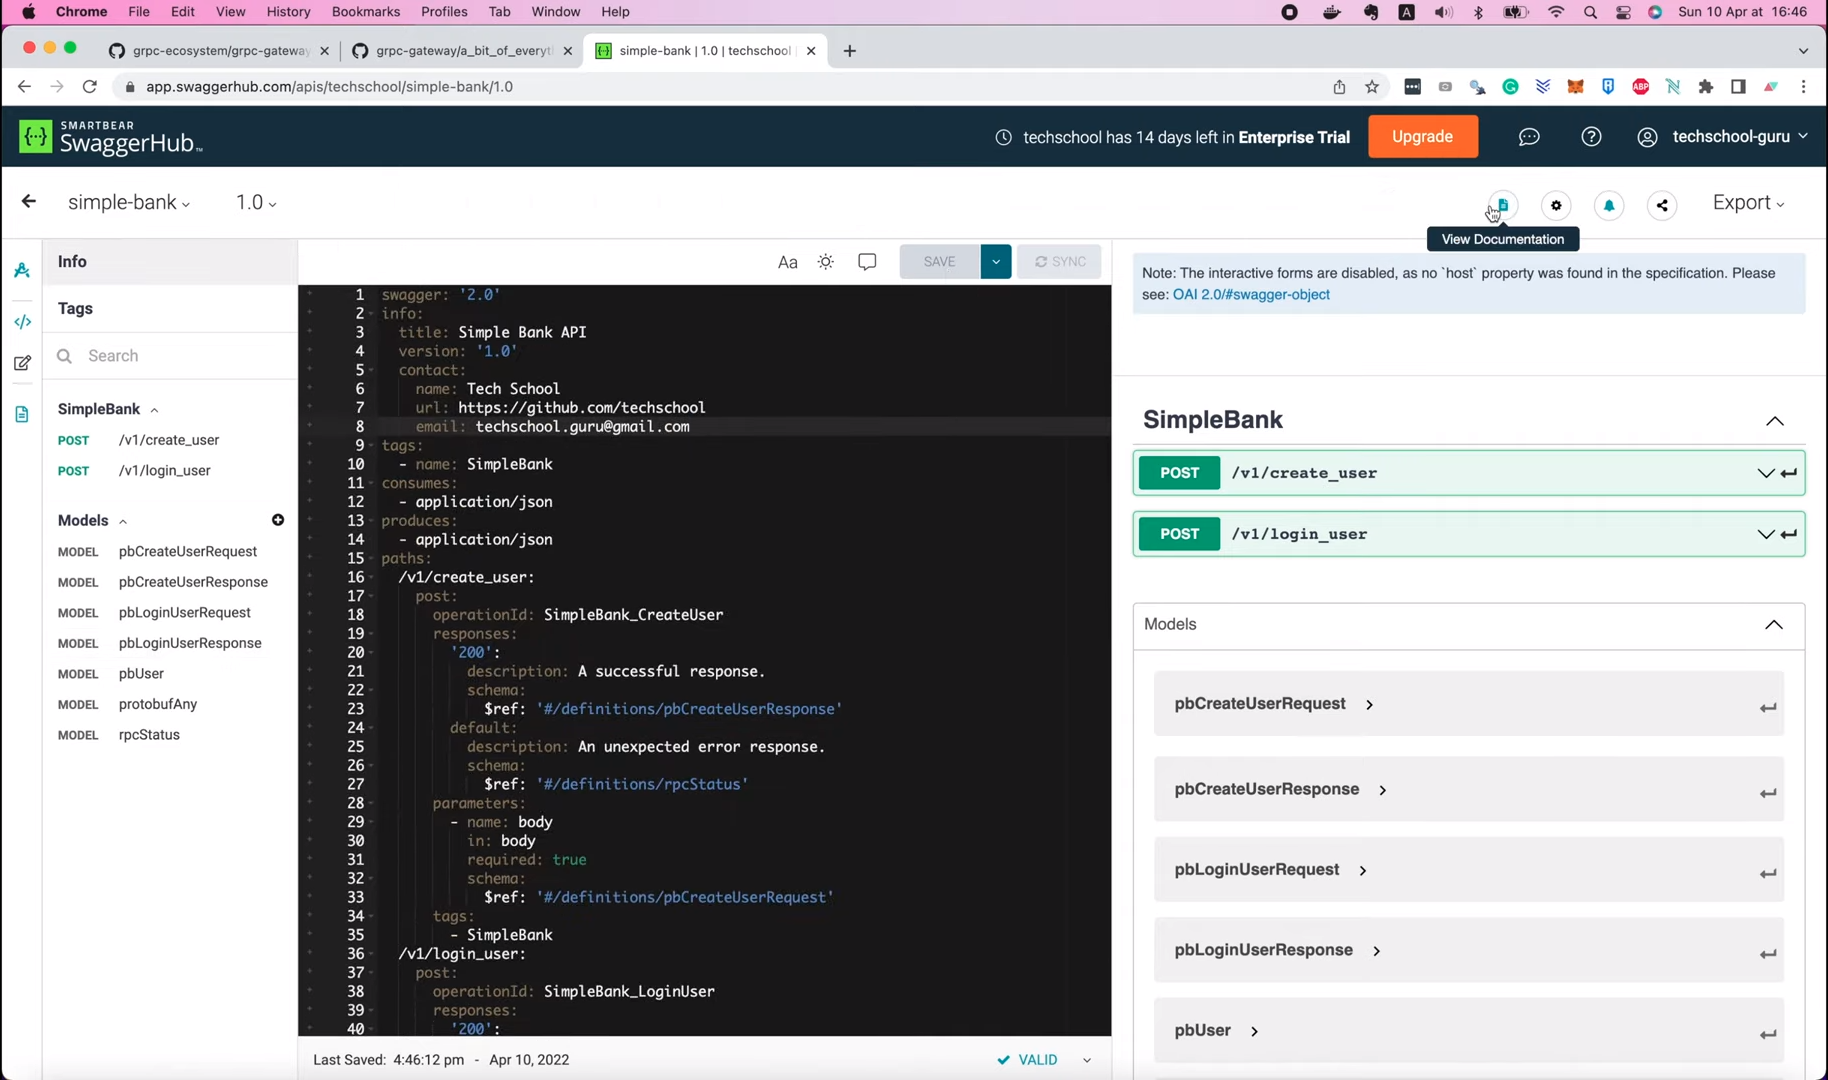 Chrome File Edit View History Bookmarks Profiles Tab Window Help A Sun 10 Apr at 16:46
grpc-ecosystem/grpc-gateway grpc-gateway/a_bit_of_everyt simple-bank | 1.0 | techschool
app.swaggerhub.com/apis/techschool/simple-bank/1.0 ABP
SMARTBEAR
SwaggerHub™ techschool has 14 days left in Enterprise Trial Upgrade techschool-guru
simple-bank 1.0 Export
View Documentation
Info Aa SAVE SYNC
Tags
Search
SimpleBank
POST /v1/create_user
POST /v1/login_user
Models
MODEL pbCreateUserRequest
MODEL pbCreateUserResponse
MODEL pbLoginUserRequest
MODEL pbLoginUserResponse
MODEL pbUser
MODEL protobufAny
MODEL rpcStatus
1 swagger: '2.0'
2 info:
3 title: Simple Bank API
4 version: '1.0'
5 contact:
6 name: Tech School
7 url: https://github.com/techschool
8 email: techschool.guru@gmail.com
9 tags:
10 - name: SimpleBank
11 consumes:
12 - application/json
13 produces:
14 - application/json
15 paths:
16 /v1/create_user:
17 post:
18 operationId: SimpleBank_CreateUser
19 responses:
20 '200':
21 description: A successful response.
22 schema:
23 $ref: '#/definitions/pbCreateUserResponse'
24 default:
25 description: An unexpected error response.
26 schema:
27 $ref: '#/definitions/rpcStatus'
28 parameters:
29 - name: body
30 in: body
31 required: true
32 schema:
33 $ref: '#/definitions/pbCreateUserRequest'
34 tags:
35 - SimpleBank
36 /v1/login_user:
37 post:
38 operationId: SimpleBank_LoginUser
39 responses:
40 '200':
Last Saved: 4:46:12 pm - Apr 10, 2022 VALID
Note: The interactive forms are disabled, as no `host` property was found in the specification. Please
see: OAI 2.0/#swagger-object
SimpleBank
POST /v1/create_user
POST /v1/login_user
Models
pbCreateUserRequest
pbCreateUserResponse
pbLoginUserRequest
pbLoginUserResponse
pbUser